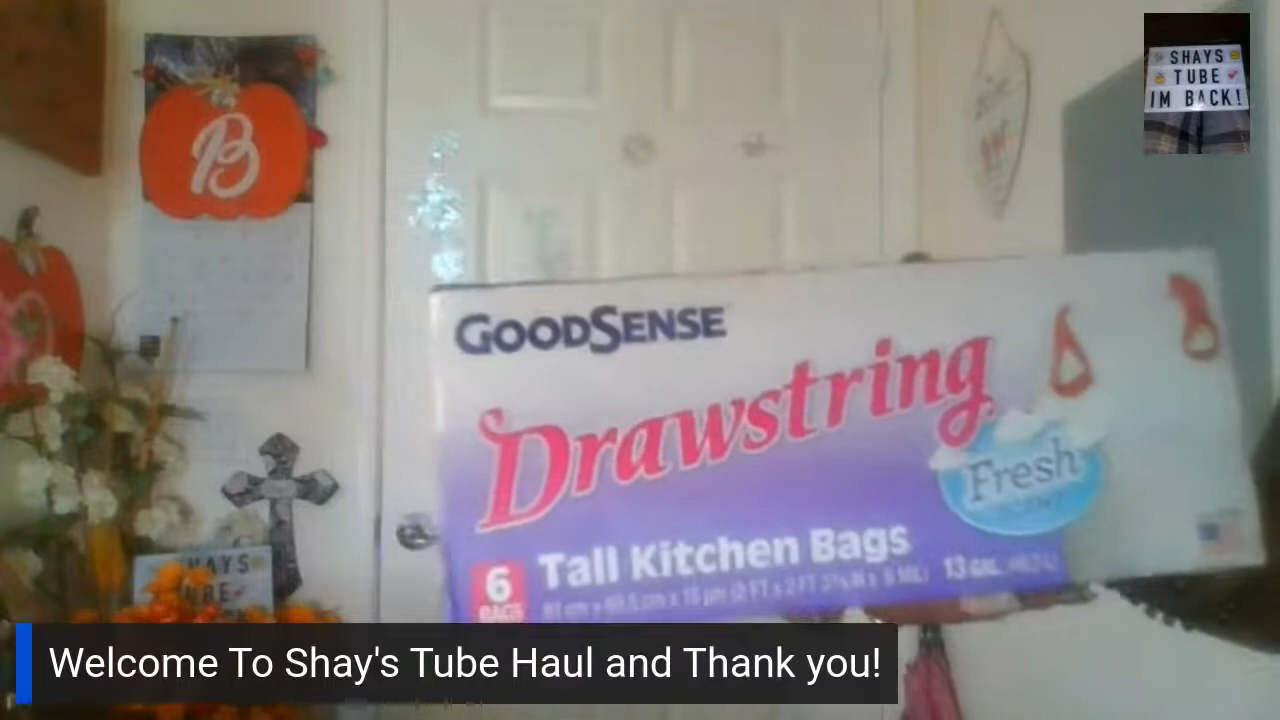 B
SHAYS
TUBE
IM BACK!
GOODSENSE
Drawstring
Fresh
6
BAGS
Tall Kitchen Bags
13 GAL
Welcome To Shay's Tube Haul and Thank you!